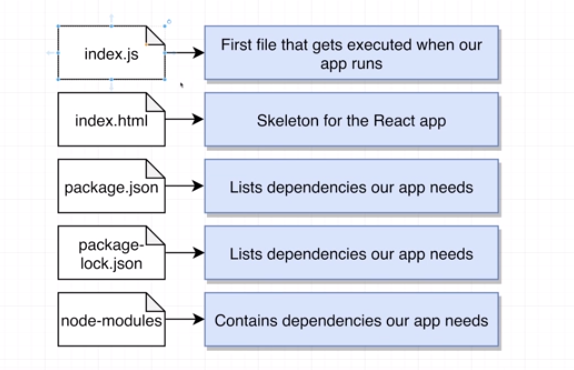 index.js
First file that gets executed when our
app runs
index.html
Skeleton for the React app
package.json
Lists dependencies our app needs
package-
lock.json
Lists dependencies our app needs
node-modules
Contains dependencies our app needs